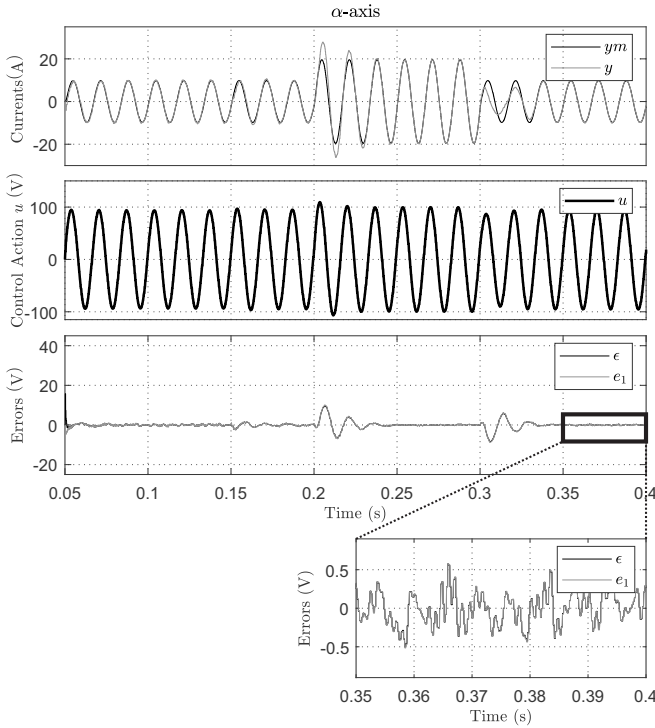 α-axis
Currents(A)
20
0
-20
ym
y
Control Action u (V)
100
0
-100
u
Errors (V)
40
20
0
-20
ϵ
e₁
0.05
0.1
0.15
0.2
0.25
0.3
0.35
0.4
Time (s)
Errors (V)
0.5
0
-0.5
ϵ
e₁
0.35
0.36
0.37
0.38
0.39
0.4
Time (s)